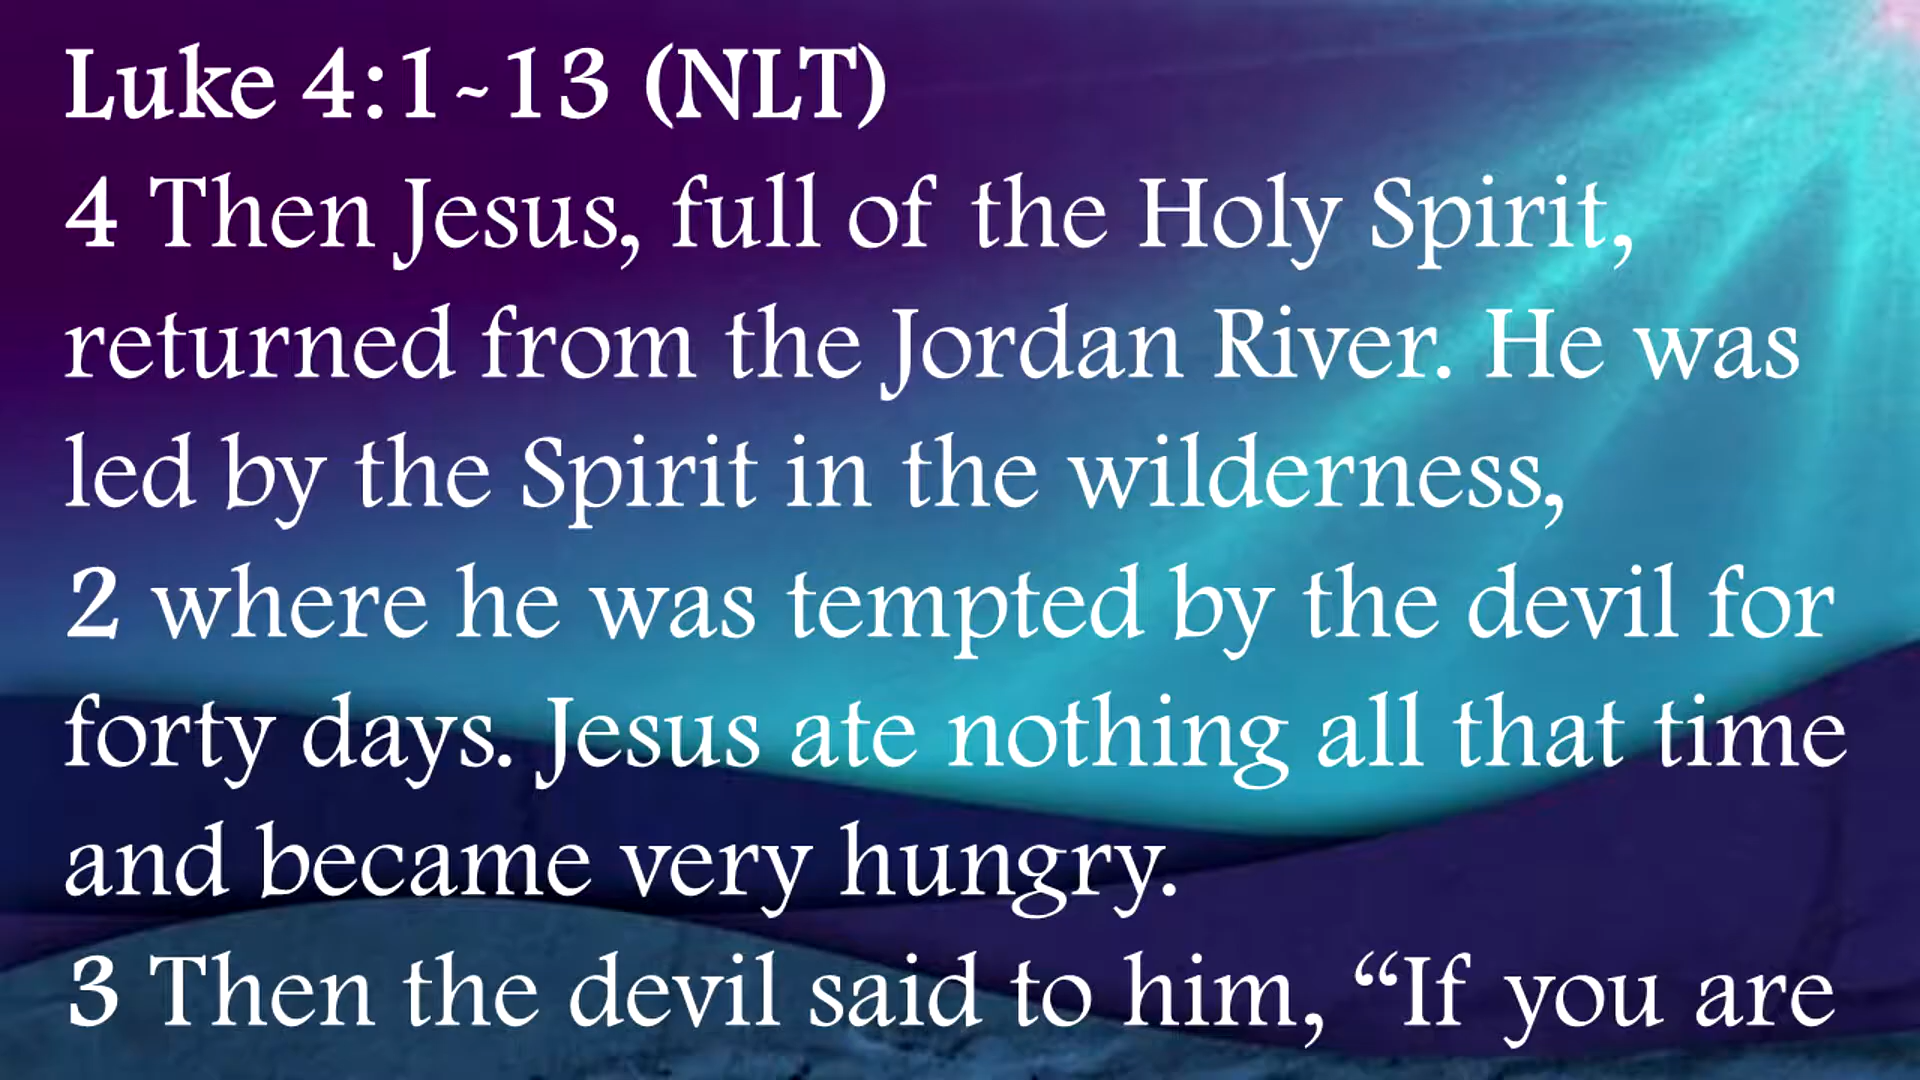 Luke 4:1~13 (NLT)
4 Then Jesus, full of the Holy Spirit,
returned from the Jordan River. He was
led by the Spirit in the wilderness,
2 where he was tempted by the devil for
forty days. Jesus ate nothing all that time
and became very hungry.
3 Then the devil said to him, “If you are